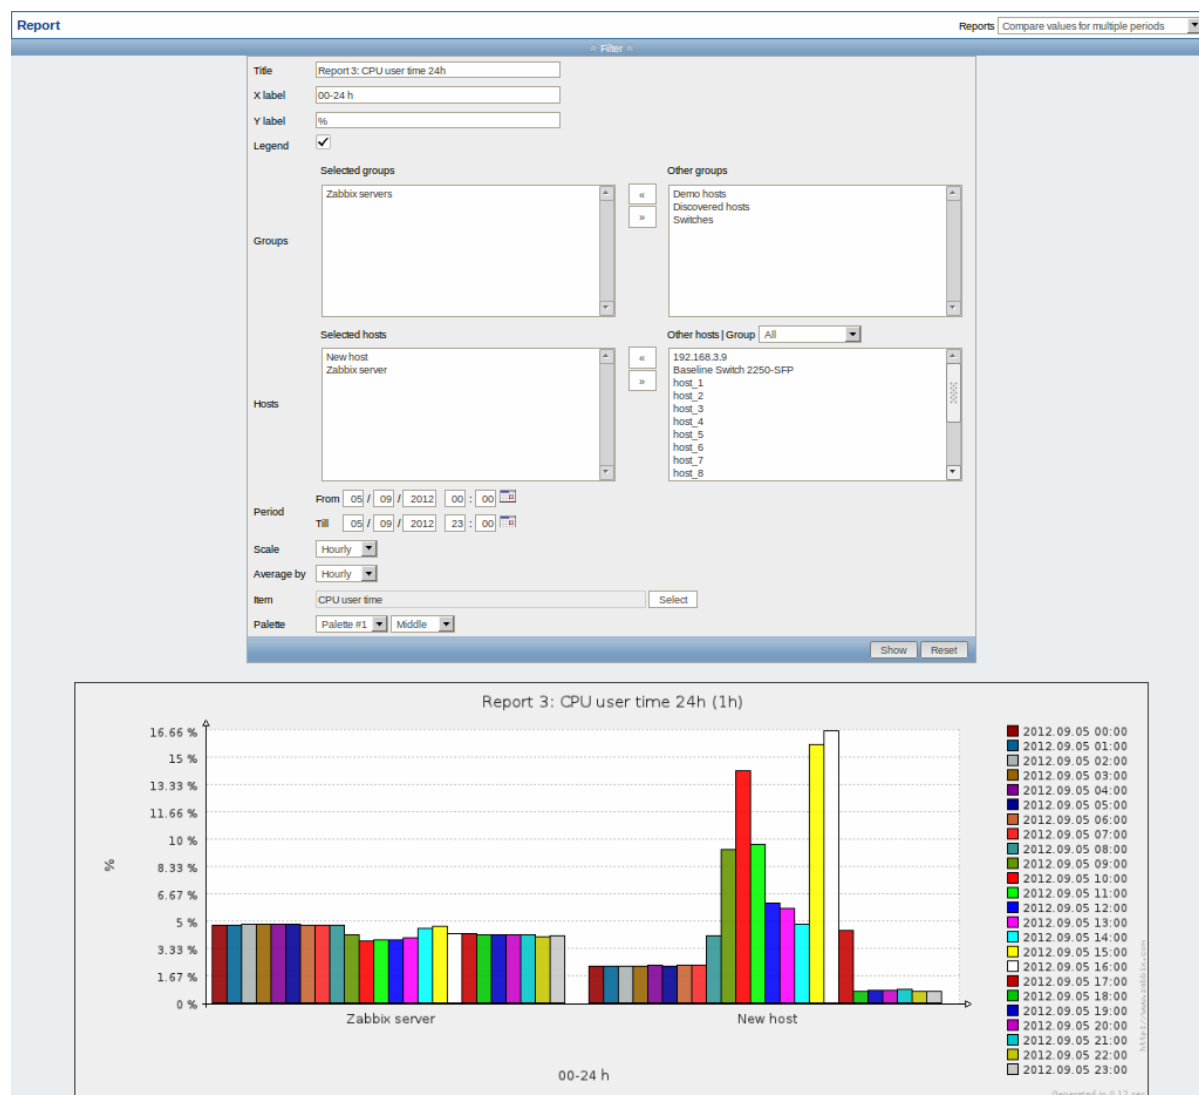 Report
Reports Compare values for multiple periods
Filter
Title Report 3: CPU user time 24h
X label 00-24 h
Y label %
Legend
Selected groups Other groups
Groups
Zabbix servers
«
»
Demo hosts
Discovered hosts
Switches
Selected hosts Other hosts | Group All
Hosts
New host
Zabbix server
«
»
192.168.3.9
Baseline Switch 2250-SFP
host_1
host_2
host_3
host_4
host_5
host_6
host_7
host_8
Period
From 05 / 09 / 2012 00 : 00
Till 05 / 09 / 2012 23 : 00
Scale Hourly
Average by Hourly
Item CPU user time Select
Palette Palette #1 Middle
Show Reset
Report 3: CPU user time 24h (1h)
16.66 %
15 %
13.33 %
11.66 %
10 %
8.33 %
6.67 %
5 %
3.33 %
1.67 %
0 %
%
Zabbix server New host
00-24 h
2012.09.05 00:00
2012.09.05 01:00
2012.09.05 02:00
2012.09.05 03:00
2012.09.05 04:00
2012.09.05 05:00
2012.09.05 06:00
2012.09.05 07:00
2012.09.05 08:00
2012.09.05 09:00
2012.09.05 10:00
2012.09.05 11:00
2012.09.05 12:00
2012.09.05 13:00
2012.09.05 14:00
2012.09.05 15:00
2012.09.05 16:00
2012.09.05 17:00
2012.09.05 18:00
2012.09.05 19:00
2012.09.05 20:00
2012.09.05 21:00
2012.09.05 22:00
2012.09.05 23:00
http://www.zabbix.com
Generated in 0.12 sec